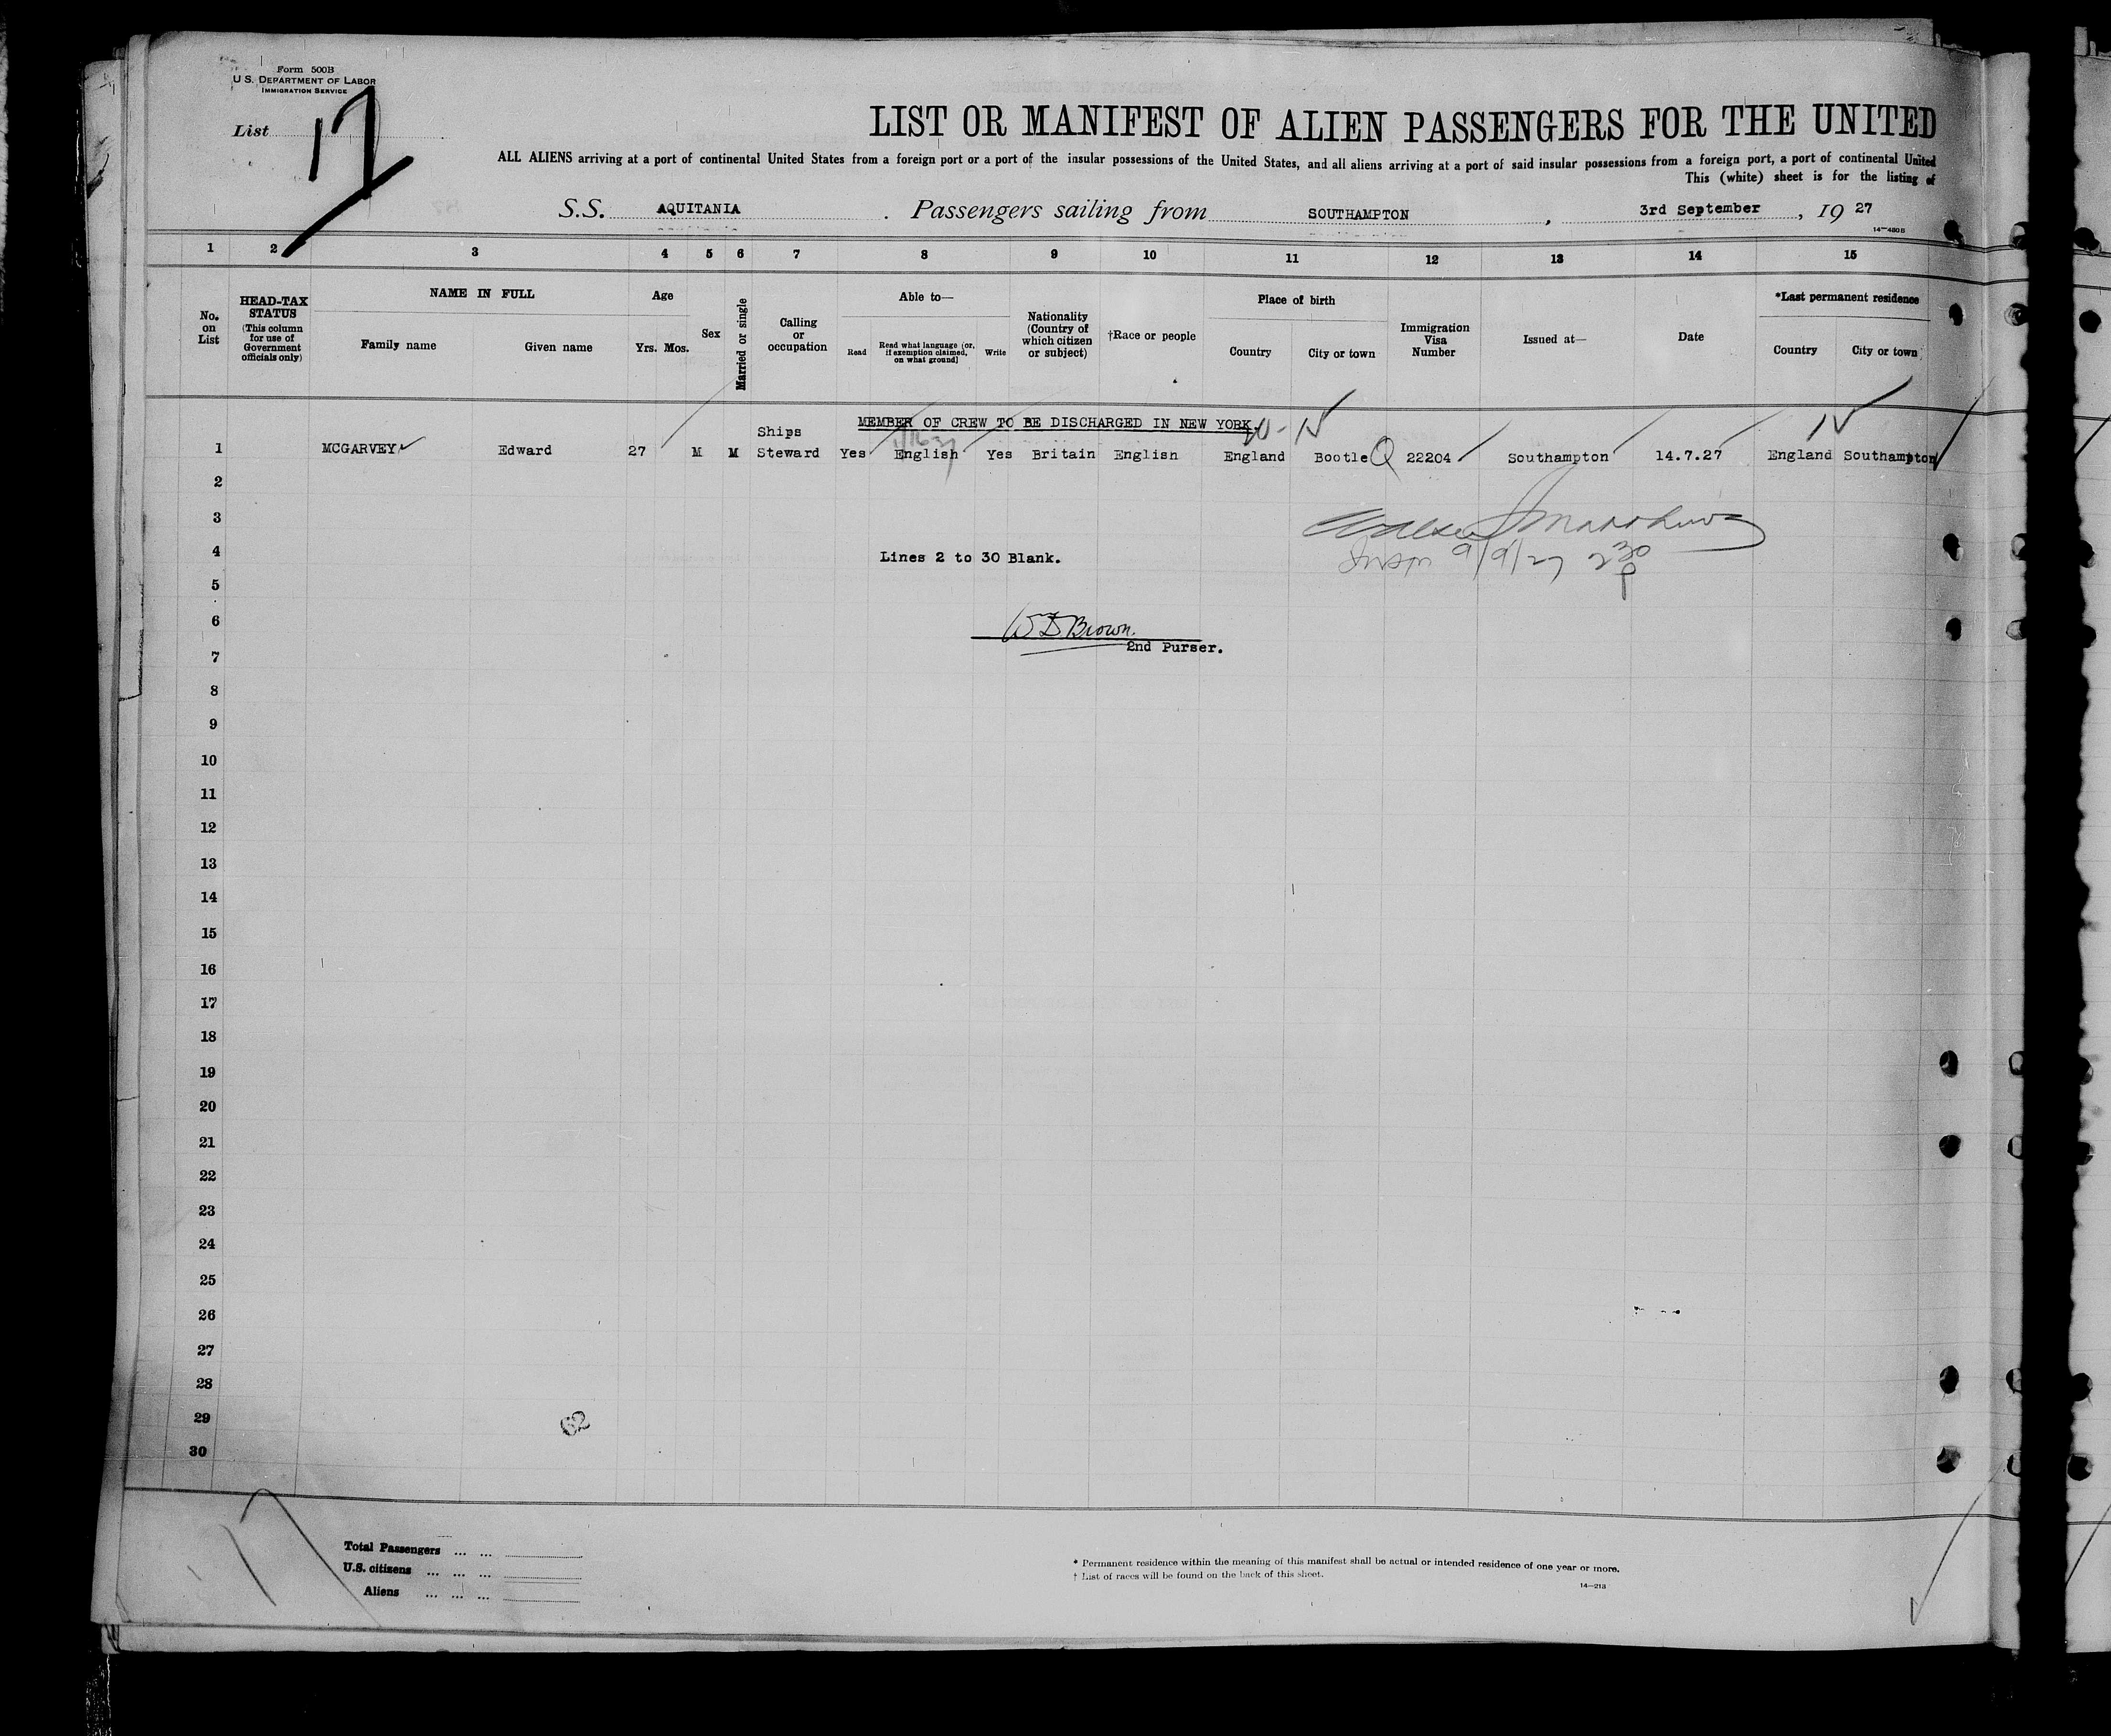 Form 500B
U.S. DEPARTMENT OF LABOR
IMMIGRATION SERVICE
List 17
LIST OR MANIFEST OF ALIEN PASSENGERS FOR THE UNITED
ALL ALIENS arriving at a port of continental United States from a foreign port or a port of the insular possessions of the United States, and all aliens arriving at a port of said insular possessions from a foreign port, a port of continental United
This (white) sheet is for the listing of
S.S. AQUITANIA . Passengers sailing from SOUTHAMPTON , 3rd September , 19 27
14—480B
1 2 3 4 5 6 7 8 9 10 11 12 13 14 15
No. on List
HEAD-TAX STATUS (This column for use of Government officials only)
NAME IN FULL
Family name Given name
Age
Yrs. Mos.
Sex
Married or single
Calling or occupation
Able to—
Read
Read what language (or, if exemption claimed, on what ground)
Write
Nationality (Country of which citizen or subject)
†Race or people
Place of birth
Country City or town
Immigration Visa Number
Issued at—
Date
*Last permanent residence
Country City or town
MEMBER OF CREW TO BE DISCHARGED IN NEW YORK.
1 MCGARVEY Edward 27 M M Ships Steward Yes English Yes Britain English England Bootle Q 22204 Southampton 14.7.27 England Southampton
2
3
4 Lines 2 to 30 Blank.
9/9/27 2 30 P
5
6 W D Brown.
2nd Purser.
7
8
9
10
11
12
13
14
15
16
17
18
19
20
21
22
23
24
25
26
27
28
29 62
30
Total Passengers ... ...
U.S. citizens ... ... ...
Aliens ... ... ...
* Permanent residence within the meaning of this manifest shall be actual or intended residence of one year or more.
† List of races will be found on the back of this sheet.
14—213